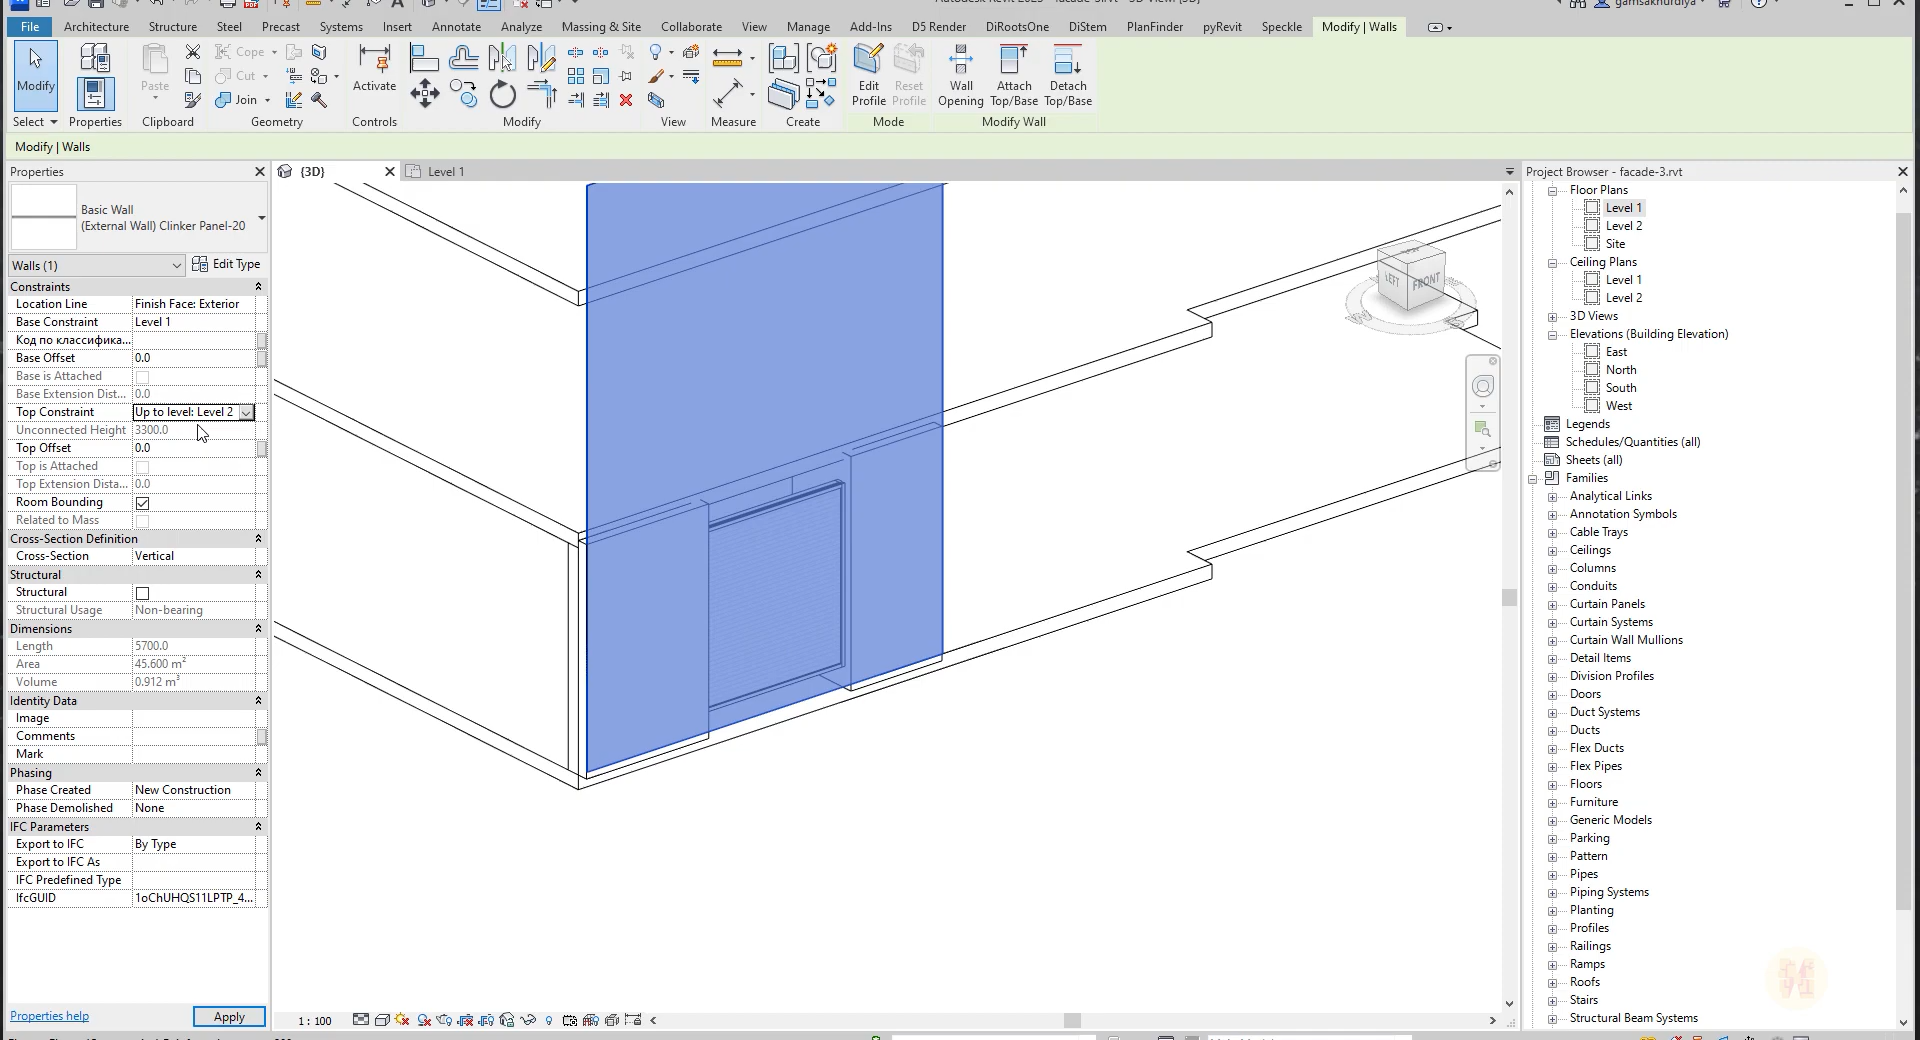 gamsakhurdiya
File Architecture Structure Steel Precast Systems Insert Annotate Analyze Massing & Site Collaborate View Manage Add-Ins D5 Render DiRootsOne DiStem PlanFinder pyRevit Speckle Modify | Walls
Modify
Paste
Cope
Cut
Join
Activate
Edit Profile
Reset Profile
Wall Opening
Attach Top/Base
Detach Top/Base
Select Properties Clipboard Geometry Controls Modify View Measure Create Mode Modify Wall
Modify | Walls
Properties
{3D}
Level 1
Basic Wall
(External Wall) Clinker Panel-20
Walls (1) Edit Type
Constraints
Location Line Finish Face: Exterior
Base Constraint Level 1
Код по классифика...
Base Offset 0.0
Base is Attached
Base Extension Dist... 0.0
Top Constraint Up to level: Level 2
Unconnected Height 3300.0
Top Offset 0.0
Top is Attached
Top Extension Dista... 0.0
Room Bounding
Related to Mass
Cross-Section Definition
Cross-Section Vertical
Structural
Structural
Structural Usage Non-bearing
Dimensions
Length 5700.0
Area 45.600 m²
Volume 0.912 m³
Identity Data
Image
Comments
Mark
Phasing
Phase Created New Construction
Phase Demolished None
IFC Parameters
Export to IFC By Type
Export to IFC As
IFC Predefined Type
IfcGUID 1oChUHQS11LPTP_4...
Properties help Apply
LEFT FRONT
1 : 100
Project Browser - facade-3.rvt
Floor Plans
Level 1
Level 2
Site
Ceiling Plans
Level 1
Level 2
3D Views
Elevations (Building Elevation)
East
North
South
West
Legends
Schedules/Quantities (all)
Sheets (all)
Families
Analytical Links
Annotation Symbols
Cable Trays
Ceilings
Columns
Conduits
Curtain Panels
Curtain Systems
Curtain Wall Mullions
Detail Items
Division Profiles
Doors
Duct Systems
Ducts
Flex Ducts
Flex Pipes
Floors
Furniture
Generic Models
Parking
Pattern
Pipes
Piping Systems
Planting
Profiles
Railings
Ramps
Roofs
Stairs
Structural Beam Systems